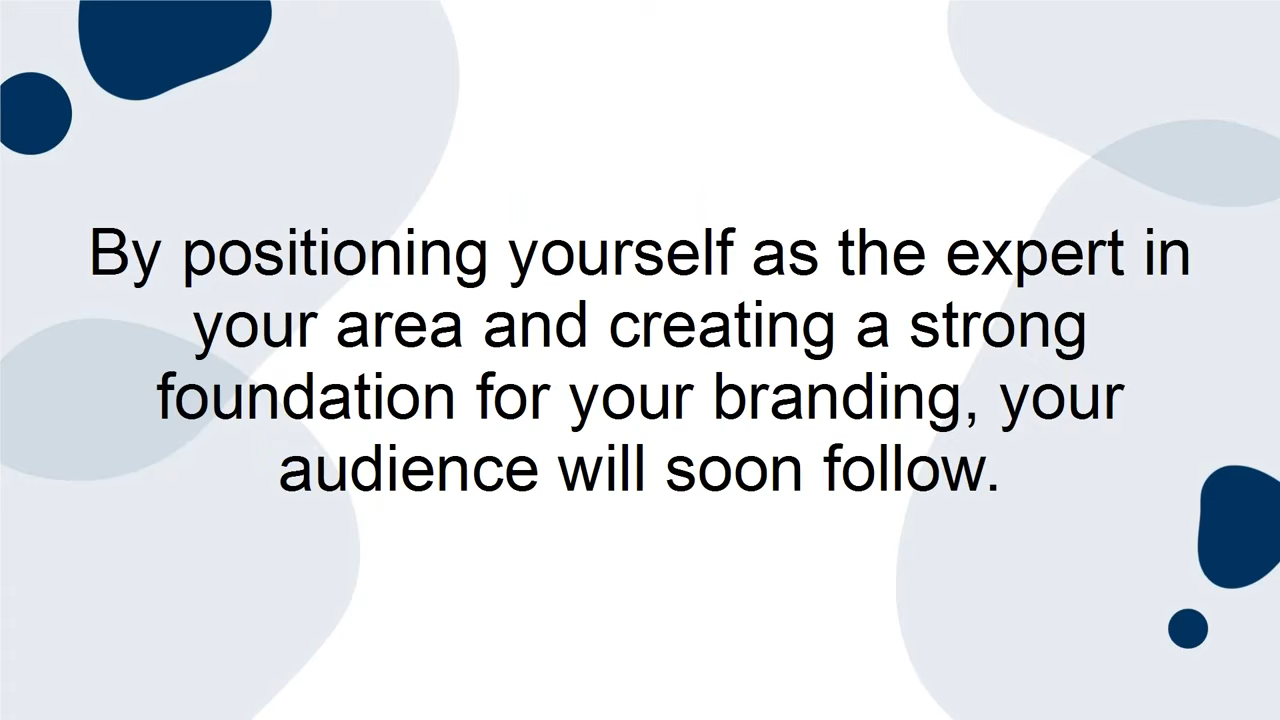 By positioning yourself as the expert in
your area and creating a strong
foundation for your branding, your
audience will soon follow.